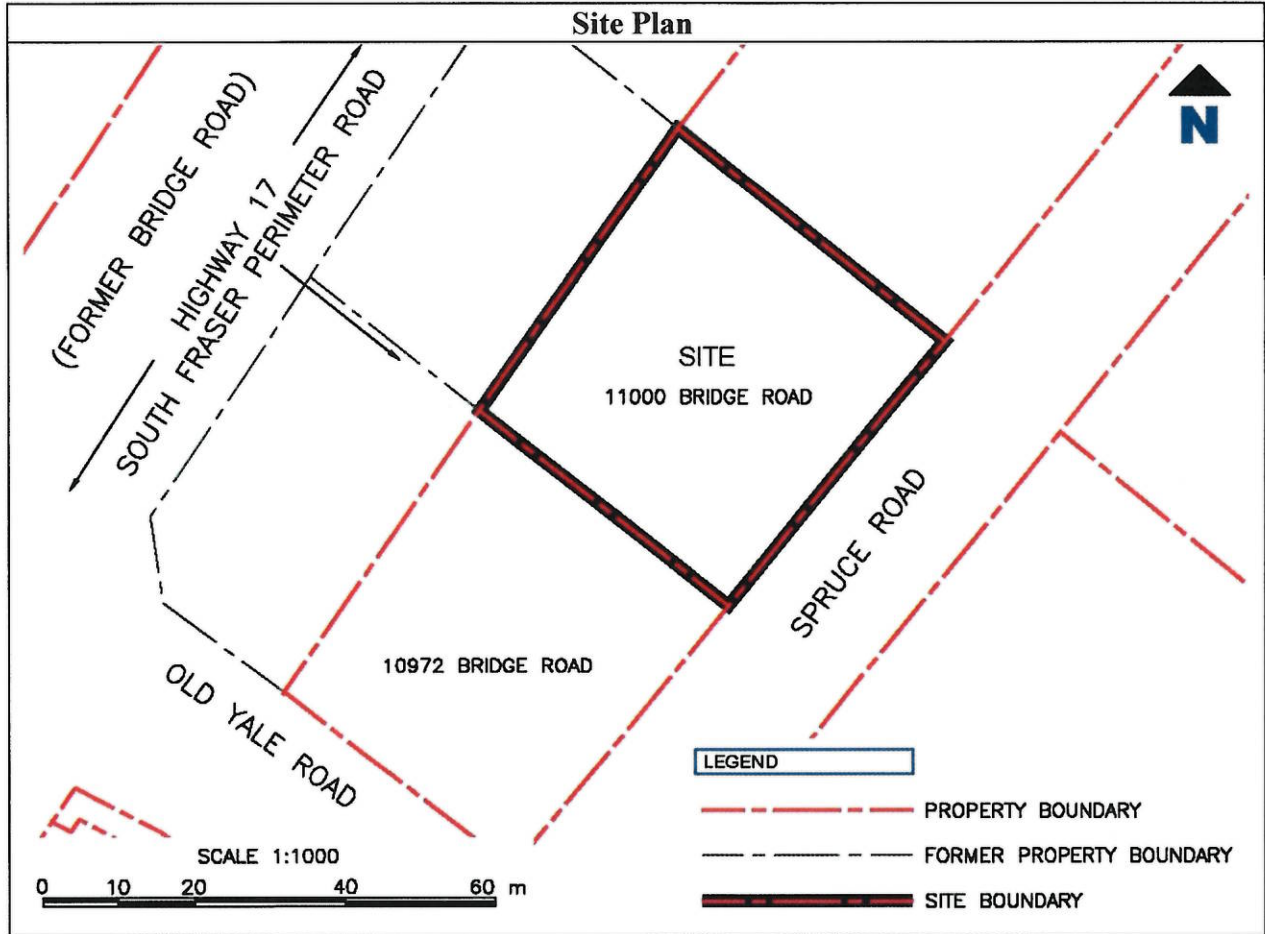 Site Plan
(FORMER BRIDGE ROAD)
HIGHWAY 17
SOUTH FRASER PERIMETER ROAD
N
SITE
11000 BRIDGE ROAD
SPRUCE ROAD
10972 BRIDGE ROAD
OLD YALE ROAD
LEGEND
PROPERTY BOUNDARY
FORMER PROPERTY BOUNDARY
SITE BOUNDARY
SCALE 1:1000
0 10 20 40 60 m